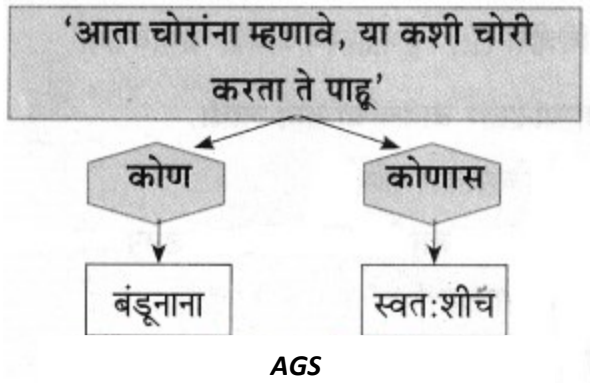 ‘आता चोरांना म्हणावे, या कशी चोरी
करता ते पाहू’
कोण
कोणास
बंडूनाना
स्वतःशीच
AGS